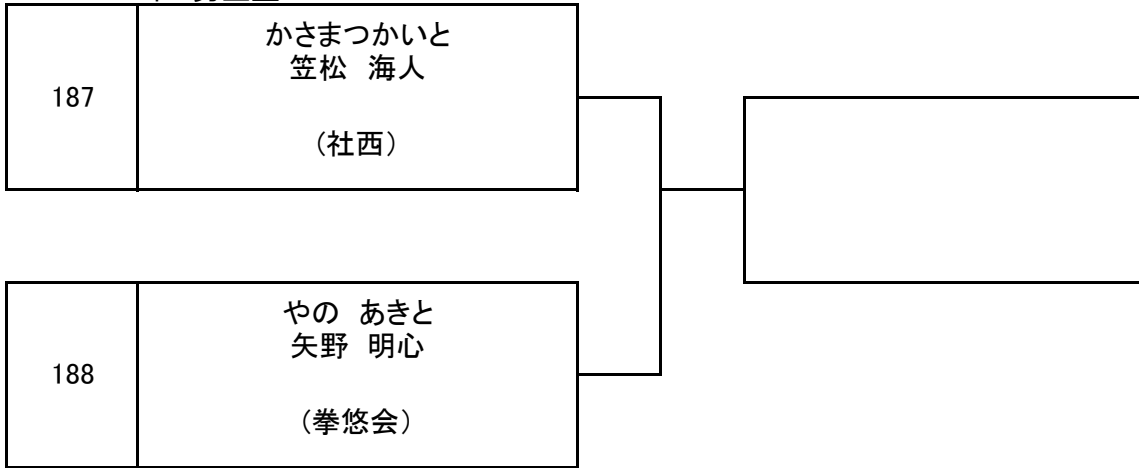 187
かさまつかいと
笠松 海人
(社西)
188
やの あきと
矢野 明心
(拳悠会)